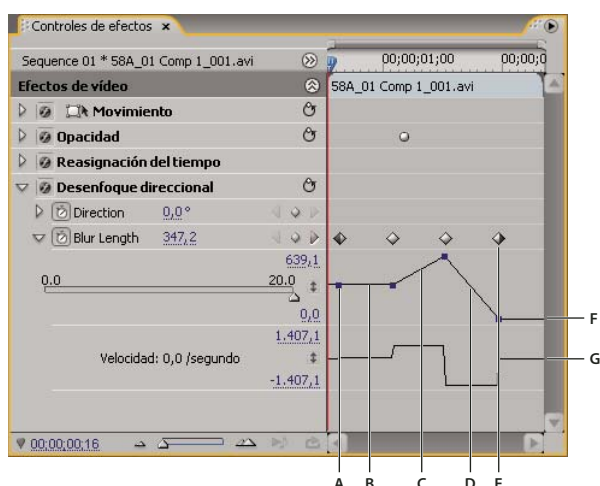 Controles de efectos x
Sequence 01 * 58A_01 Comp 1_001.avi
00;00;01;00 00;00;0
Efectos de vídeo
58A_01 Comp 1_001.avi
Movimiento
Opacidad
Reasignación del tiempo
Desenfoque direccional
Direction 0,0°
Blur Length 347,2
639,1
0.0 20.0
0,0
F
1.407,1
G
Velocidad: 0,0 /segundo
-1.407,1
00;00;00;16
A B C D E